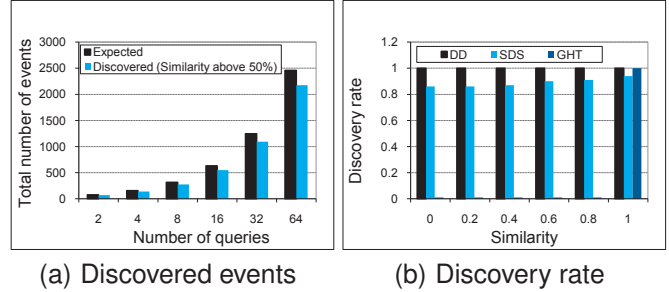 3000
2500
2000
1500
1000
500
0
Total number of events
Expected
Discovered (Similarity above 50%)
2 4 8 16 32 64
Number of queries
(a) Discovered events
1.2
1
0.8
0.6
0.4
0.2
0
Discovery rate
DD SDS GHT
0 0.2 0.4 0.6 0.8 1
Similarity
(b) Discovery rate